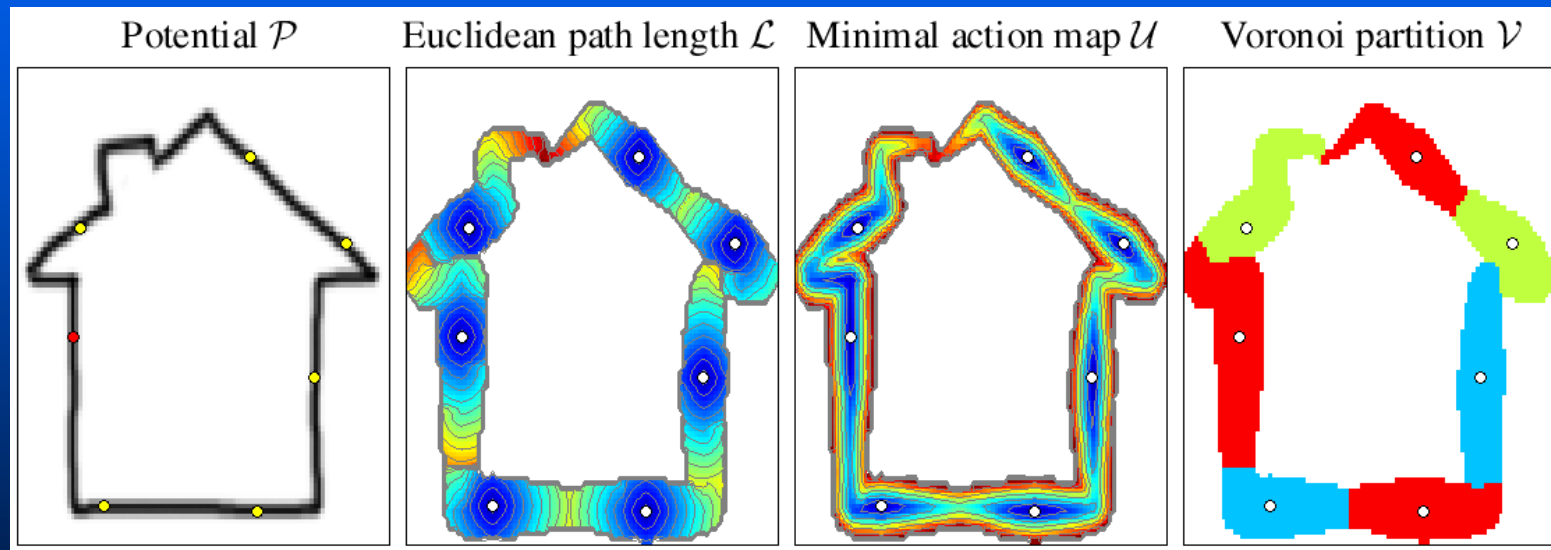 Potential 𝒫
Euclidean path length ℒ
Minimal action map 𝒰
Voronoi partition 𝒱